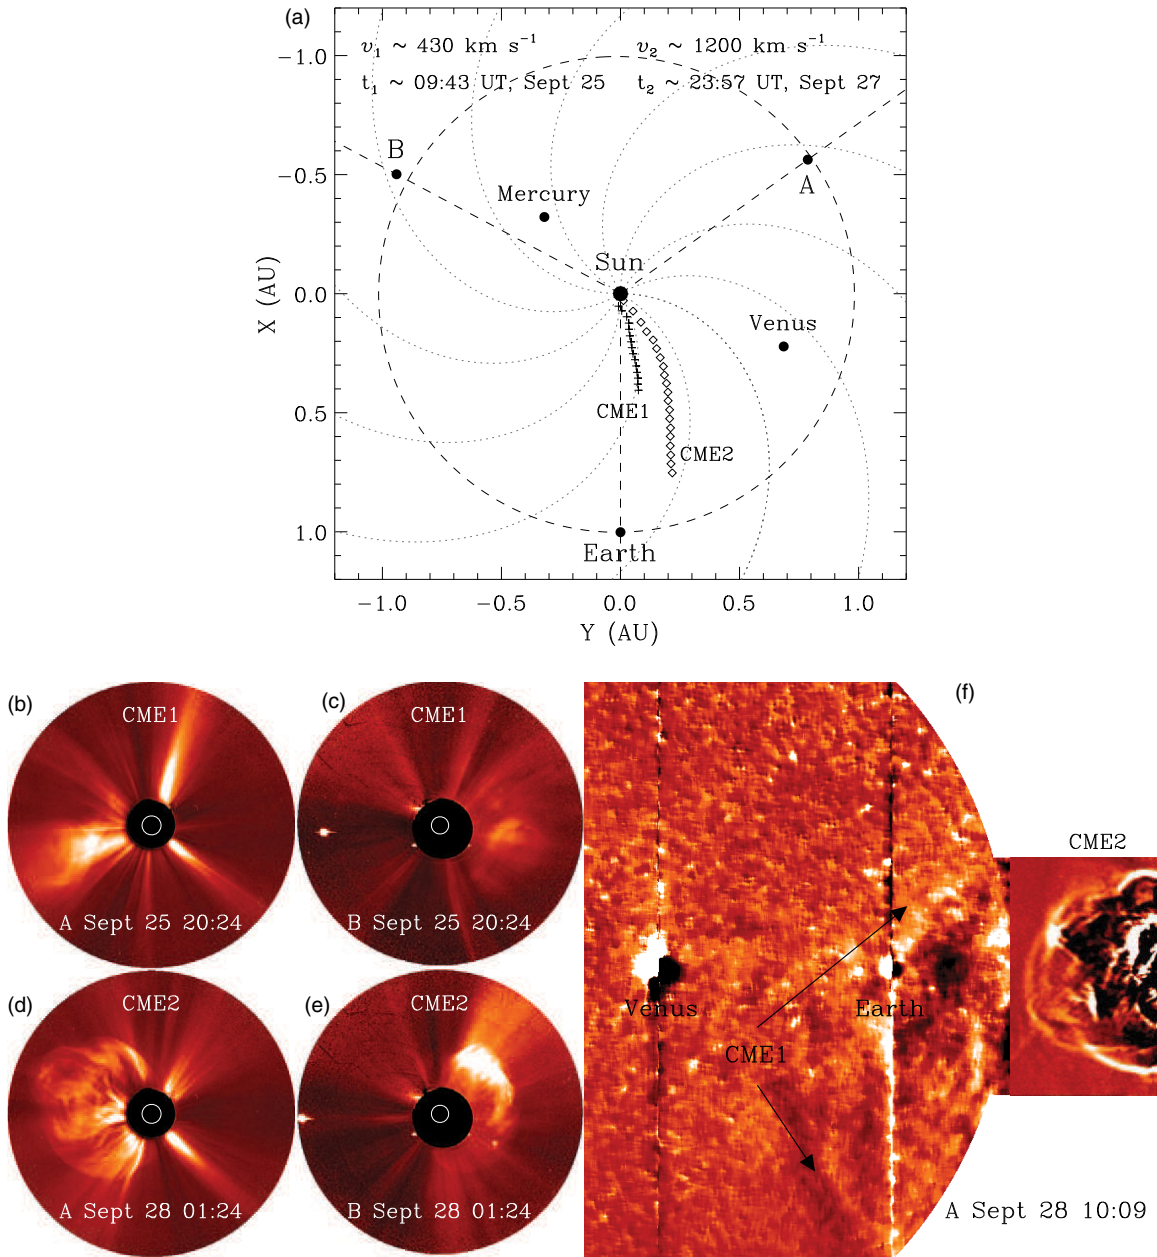 (a)
v₁ ~ 430 km s⁻¹
v₂ ~ 1200 km s⁻¹
t₁ ~ 09:43 UT, Sept 25
t₂ ~ 23:57 UT, Sept 27
−1.0
−0.5
0.0
0.5
1.0
X (AU)
B
A
Mercury
Sun
Venus
CME1
CME2
Earth
−1.0
−0.5
0.0
0.5
1.0
Y (AU)
(b)
CME1
A Sept 25 20:24
(c)
CME1
B Sept 25 20:24
(d)
CME2
A Sept 28 01:24
(e)
CME2
B Sept 28 01:24
(f)
CME2
Venus
Earth
CME1
A Sept 28 10:09